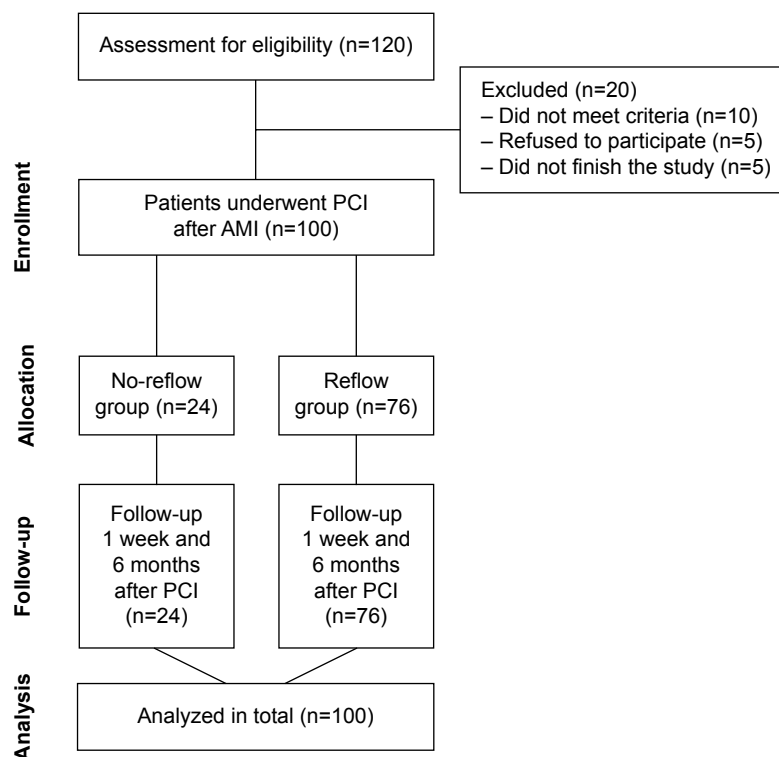 Assessment for eligibility (n=120)
Excluded (n=20)
– Did not meet criteria (n=10)
– Refused to participate (n=5)
– Did not finish the study (n=5)
Enrollment
Patients underwent PCI
after AMI (n=100)
Allocation
No-reflow
group (n=24)
Reflow
group (n=76)
Follow-up
Follow-up
1 week and
6 months
after PCI
(n=24)
Follow-up
1 week and
6 months
after PCI
(n=76)
Analysis
Analyzed in total (n=100)